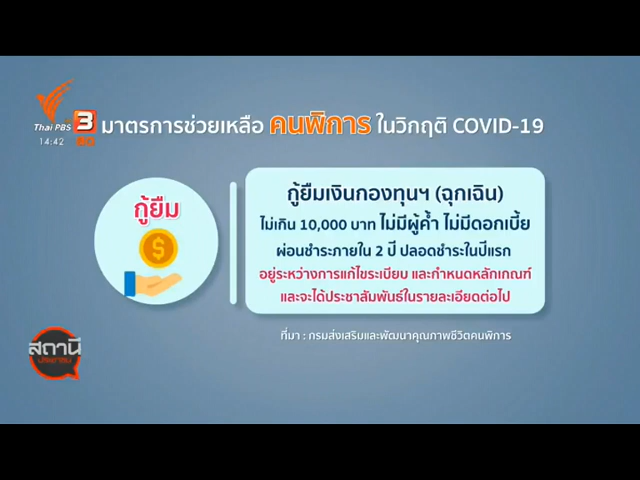 Thai PBS
3
14:42
มาตรการช่วยเหลือ คนพิการ ในวิกฤติ COVID-19
กู้ยืม
$
กู้ยืมเงินกองทุนฯ (ฉุกเฉิน)
ไม่เกิน 10,000 บาท ไม่มีผู้ค้ำ ไม่มีดอกเบี้ย
ผ่อนชำระภายใน 2 ปี ปลอดชำระในปีแรก
อยู่ระหว่างการแก้ไขระเบียบ และกำหนดหลักเกณฑ์
และจะได้ประชาสัมพันธ์ในรายละเอียดต่อไป
ที่มา : กรมส่งเสริมและพัฒนาคุณภาพชีวิตคนพิการ
สถานี
ประชาชน